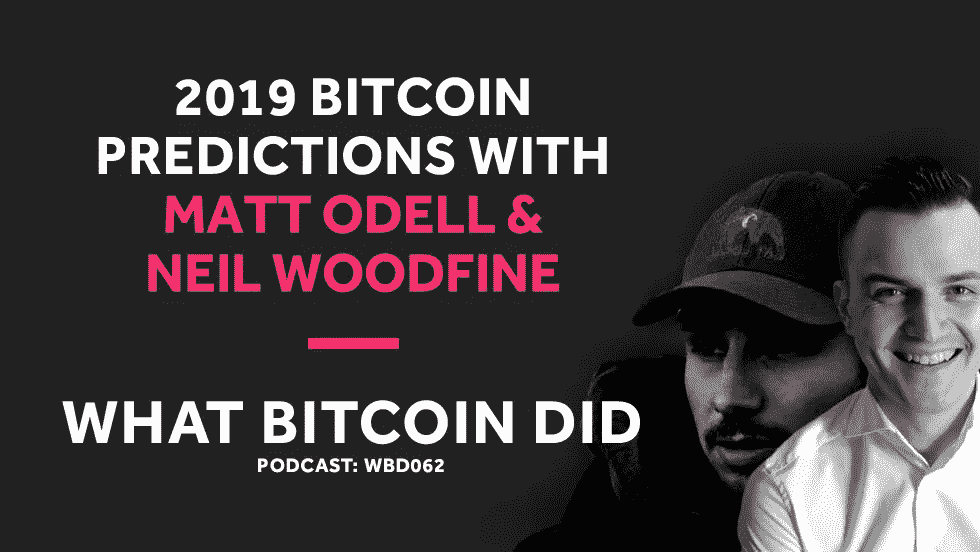 2019 BITCOIN
PREDICTIONS WITH
MATT ODELL &
NEIL WOODFINE
WHAT BITCOIN DID
PODCAST: WBD062